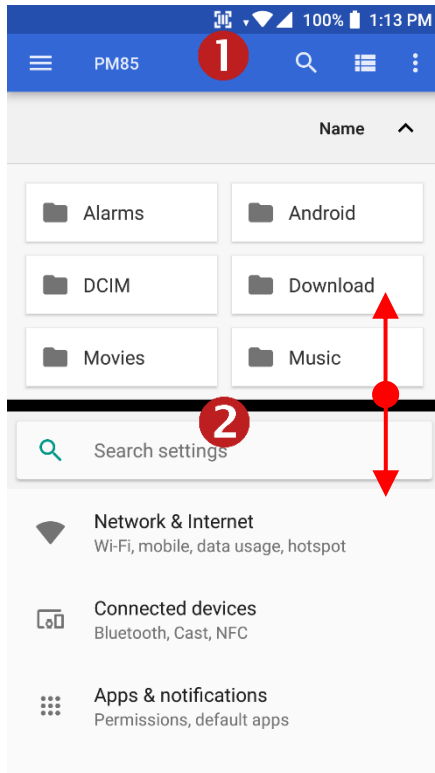 100% 1:13 PM
PM85
1
Name
Alarms Android
DCIM Download
Movies Music
2
Search settings
Network & Internet
Wi-Fi, mobile, data usage, hotspot
Connected devices
Bluetooth, Cast, NFC
Apps & notifications
Permissions, default apps